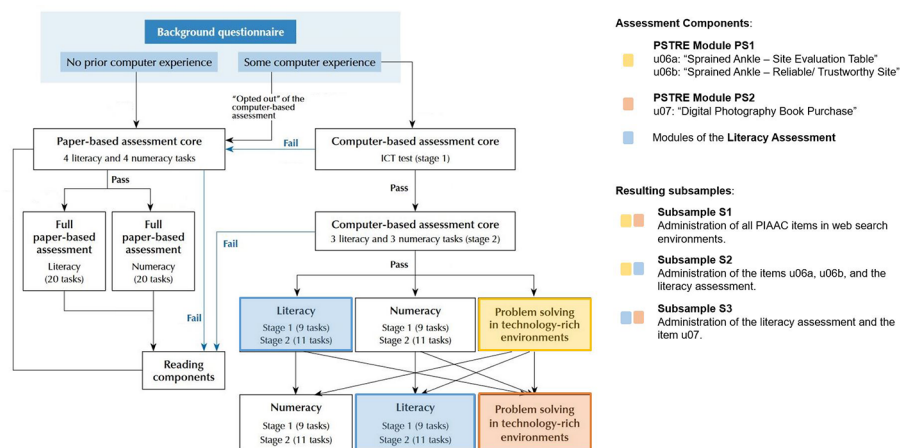 Background questionnaire
No prior computer experience
Some computer experience
“Opted out” of the
computer-based
assessment
Paper-based assessment core
4 literacy and 4 numeracy tasks
Fail
Computer-based assessment core
ICT test (stage 1)
Pass
Pass
Full
paper-based
assessment
Literacy
(20 tasks)
Full
paper-based
assessment
Numeracy
(20 tasks)
Fail
Computer-based assessment core
3 literacy and 3 numeracy tasks (stage 2)
Pass
Fail
Reading
components
Literacy
Stage 1 (9 tasks)
Stage 2 (11 tasks)
Numeracy
Stage 1 (9 tasks)
Stage 2 (11 tasks)
Problem solving
in technology-rich
environments
Numeracy
Stage 1 (9 tasks)
Stage 2 (11 tasks)
Literacy
Stage 1 (9 tasks)
Stage 2 (11 tasks)
Problem solving
in technology-rich
environments
Assessment Components:
PSTRE Module PS1
u06a: “Sprained Ankle – Site Evaluation Table”
u06b: “Sprained Ankle – Reliable/ Trustworthy Site”
PSTRE Module PS2
u07: “Digital Photography Book Purchase”
Modules of the Literacy Assessment
Resulting subsamples:
Subsample S1
Administration of all PIAAC items in web search
environments.
Subsample S2
Administration of the items u06a, u06b, and the
literacy assessment.
Subsample S3
Administration of the literacy assessment and the
item u07.